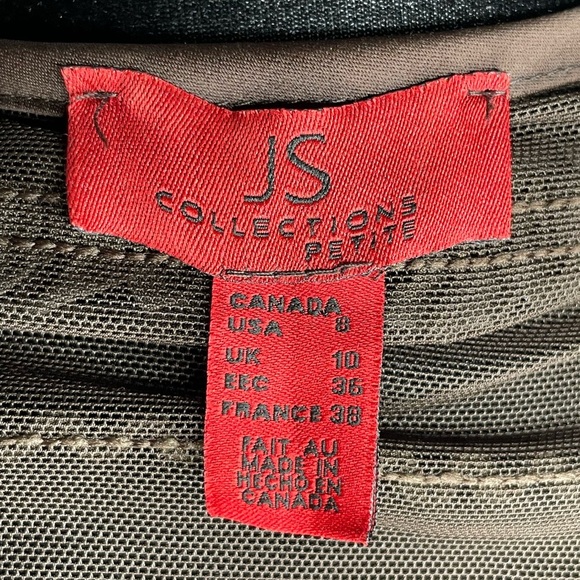 JS
COLLECTIONS
PETITE
CANADA
USA 8
UK 10
EEC 36
FRANCE 38
FAIT AU
MADE IN
HECHO EN
CANADA